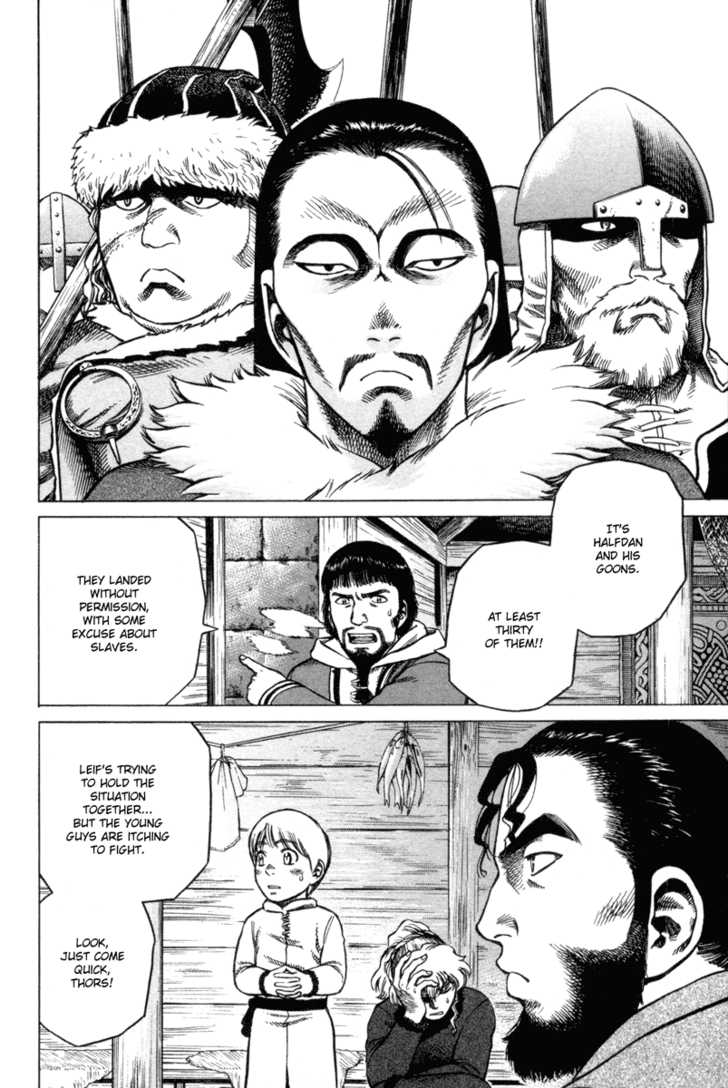 IT'S
HALFDAN
AND HIS
GOONS.
AT LEAST
THIRTY
OF THEM!!
THEY LANDED
WITHOUT
PERMISSION,
WITH SOME
EXCUSE ABOUT
SLAVES.
LEIF'S TRYING
TO HOLD THE
SITUATION
TOGETHER...
BUT THE YOUNG
GUYS ARE ITCHING
TO FIGHT.
LOOK,
JUST COME
QUICK,
THORS!